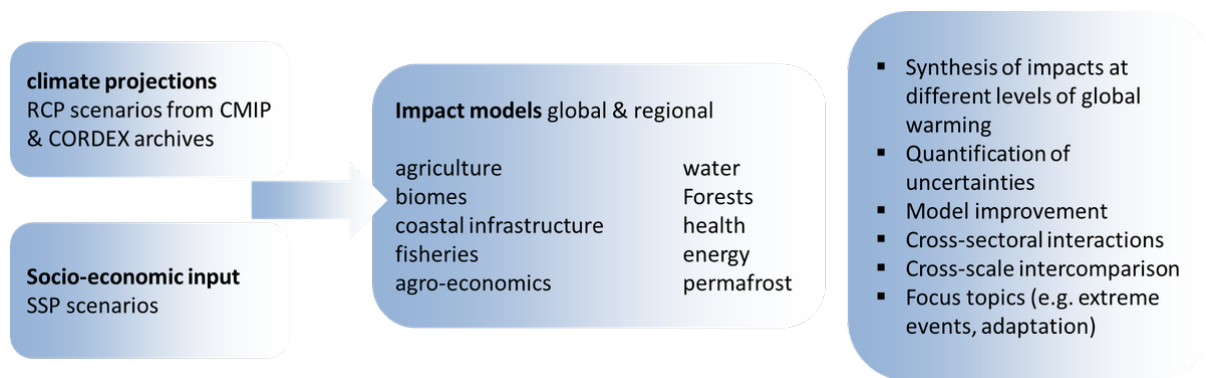 climate projections
RCP scenarios from CMIP
& CORDEX archives
Socio-economic input
SSP scenarios
Impact models global & regional
agriculture
biomes
coastal infrastructure
fisheries
agro-economics
water
Forests
health
energy
permafrost
▪ Synthesis of impacts at
different levels of global
warming
▪ Quantification of
uncertainties
▪ Model improvement
▪ Cross-sectoral interactions
▪ Cross-scale intercomparison
▪ Focus topics (e.g. extreme
events, adaptation)